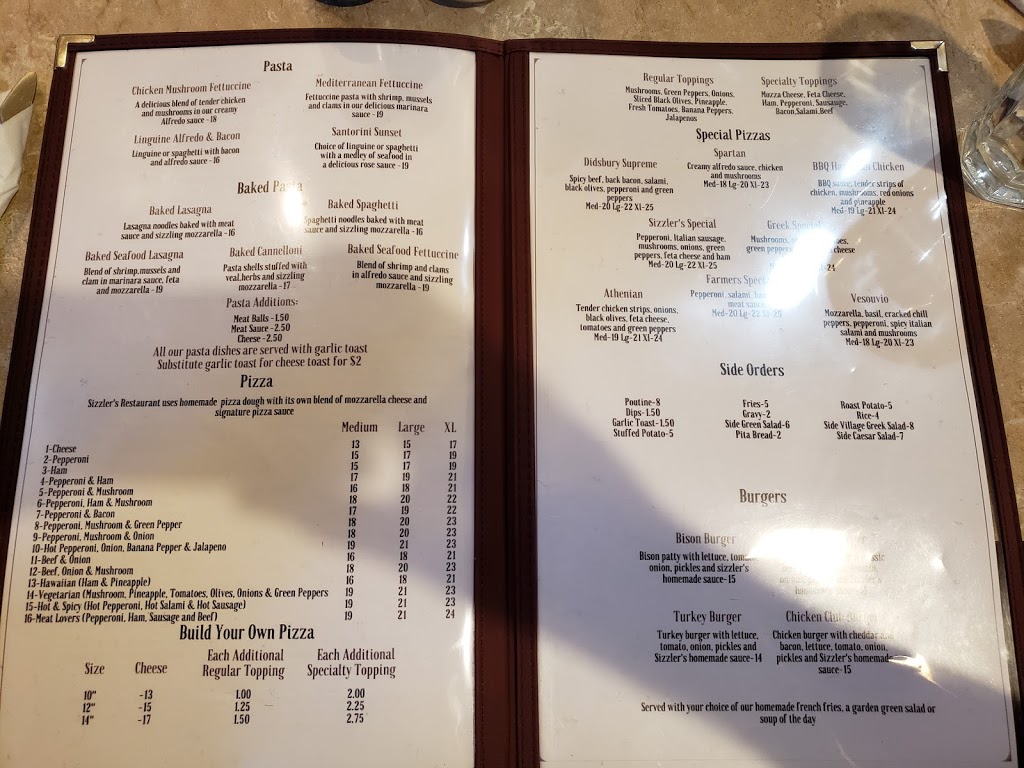 Pasta
Chicken Mushroom Fettuccine
A delicious blend of tender chicken
and mushrooms in our creamy
Alfredo sauce -18
Mediterranean Fettuccine
Fettuccine pasta with shrimp, mussels
and clams in our delicious marinara
sauce -19
Linguine Alfredo & Bacon
Linguine or spaghetti with bacon
and alfredo sauce -16
Santorini Sunset
Choice of linguine or spaghetti
with a medley of seafood in
a delicious rose sauce -19
Baked Pasta
Baked Lasagna
Lasagna noodles baked with meat
sauce and sizzling mozzarella -16
Baked Spaghetti
Spaghetti noodles baked with meat
sauce and sizzling mozzarella -16
Baked Seafood Lasagna
Blend of shrimp,mussels and
clam in marinara sauce, feta
and mozzarella -19
Baked Cannelloni
Pasta shells stuffed with
veal,herbs and sizzling
mozzarella -17
Baked Seafood Fettuccine
Blend of shrimp and clams
in alfredo sauce and sizzling
mozzarella -19
Pasta Additions:
Meat Balls -1.50
Meat Sauce -2.50
Cheese -2.50
All our pasta dishes are served with garlic toast
Substitute garlic toast for cheese toast for $2
Pizza
Sizzler's Restaurant uses homemade pizza dough with its own blend of mozzarella cheese and
signature pizza sauce
Medium Large XL
1-Cheese 13 15 17
2-Pepperoni 15 17 19
3-Ham 15 17 19
4-Pepperoni & Ham 17 19 21
5-Pepperoni & Mushroom 16 18 21
6-Pepperoni, Ham & Mushroom 18 20 22
7-Pepperoni & Bacon 17 19 22
8-Pepperoni, Mushroom & Green Pepper 18 20 23
9-Pepperoni, Mushroom & Onion 18 20 23
10-Hot Pepperoni, Onion, Banana Pepper & Jalapeno 19 21 23
11-Beef & Onion 16 18 21
12-Beef, Onion & Mushroom 18 20 23
13-Hawaiian (Ham & Pineapple) 16 18 21
14-Vegetarian (Mushroom, Pineapple, Tomatoes, Olives, Onions & Green Peppers 19 21 23
15-Hot & Spicy (Hot Pepperoni, Hot Salami & Hot Sausage) 19 21 23
16-Meat Lovers (Pepperoni, Ham, Sausage and Beef) 19 21 24
Build Your Own Pizza
Size Cheese Each Additional Regular Topping Each Additional Specialty Topping
10" -13 1.00 2.00
12" -15 1.25 2.25
14" -17 1.50 2.75
Regular Toppings
Mushrooms, Green Peppers, Onions,
Sliced Black Olives, Pineapple,
Fresh Tomatoes, Banana Peppers,
Jalapenos
Specialty Toppings
Mozza Cheese, Feta Cheese,
Ham, Pepperoni, Sausauge,
Bacon,Salami,Beef
Special Pizzas
Didsbury Supreme
Spicy beef, back bacon, salami,
black olives, pepperoni and green
peppers
Med-20 Lg-22 Xl-25
Spartan
Creamy alfredo sauce, chicken
and mushrooms
Med-18 Lg-20 Xl-23
BBQ Chicken
BBQ sauce, tender strips of
chicken, mushrooms, red onions
and pineapple
Med-19 Lg-21 Xl-24
Sizzler's Special
Pepperoni, Italian sausage,
mushrooms, onions, green
peppers, feta cheese and ham
Med-20 Lg-22 Xl-25
Greek Special
Mushrooms,
green cheese
-24
Athenian
Tender chicken strips, onions,
black olives, feta cheese,
tomatoes and green peppers
Med-19 Lg-21 Xl-24
Farmers
Pepperoni, salami,
meat
Med-20 Lg-22 Xl-25
Vesouvio
Mozzarella, basil, cracked chili
peppers, pepperoni, spicy italian
salami and mushrooms
Med-18 Lg-20 Xl-23
Side Orders
Poutine-8
Dips-1.50
Garlic Toast-1.50
Stuffed Potato-5
Fries-5
Gravy-2
Side Green Salad-6
Pita Bread-2
Roast Potato-5
Rice-4
Side Village Greek Salad-8
Side Caesar Salad-7
Burgers
Bison Burger
Bison patty with lettuce,
onion, pickles and sizzler's
homemade sauce-15
Turkey Burger
Turkey burger with lettuce,
tomato, onion, pickles and
Sizzler's homemade sauce-14
Chicken
Chicken burger with cheddar and
bacon, lettuce, tomato, onion,
pickles and Sizzler's homemade
sauce-15
Served with your choice of our homemade french fries, a garden green salad or
soup of the day